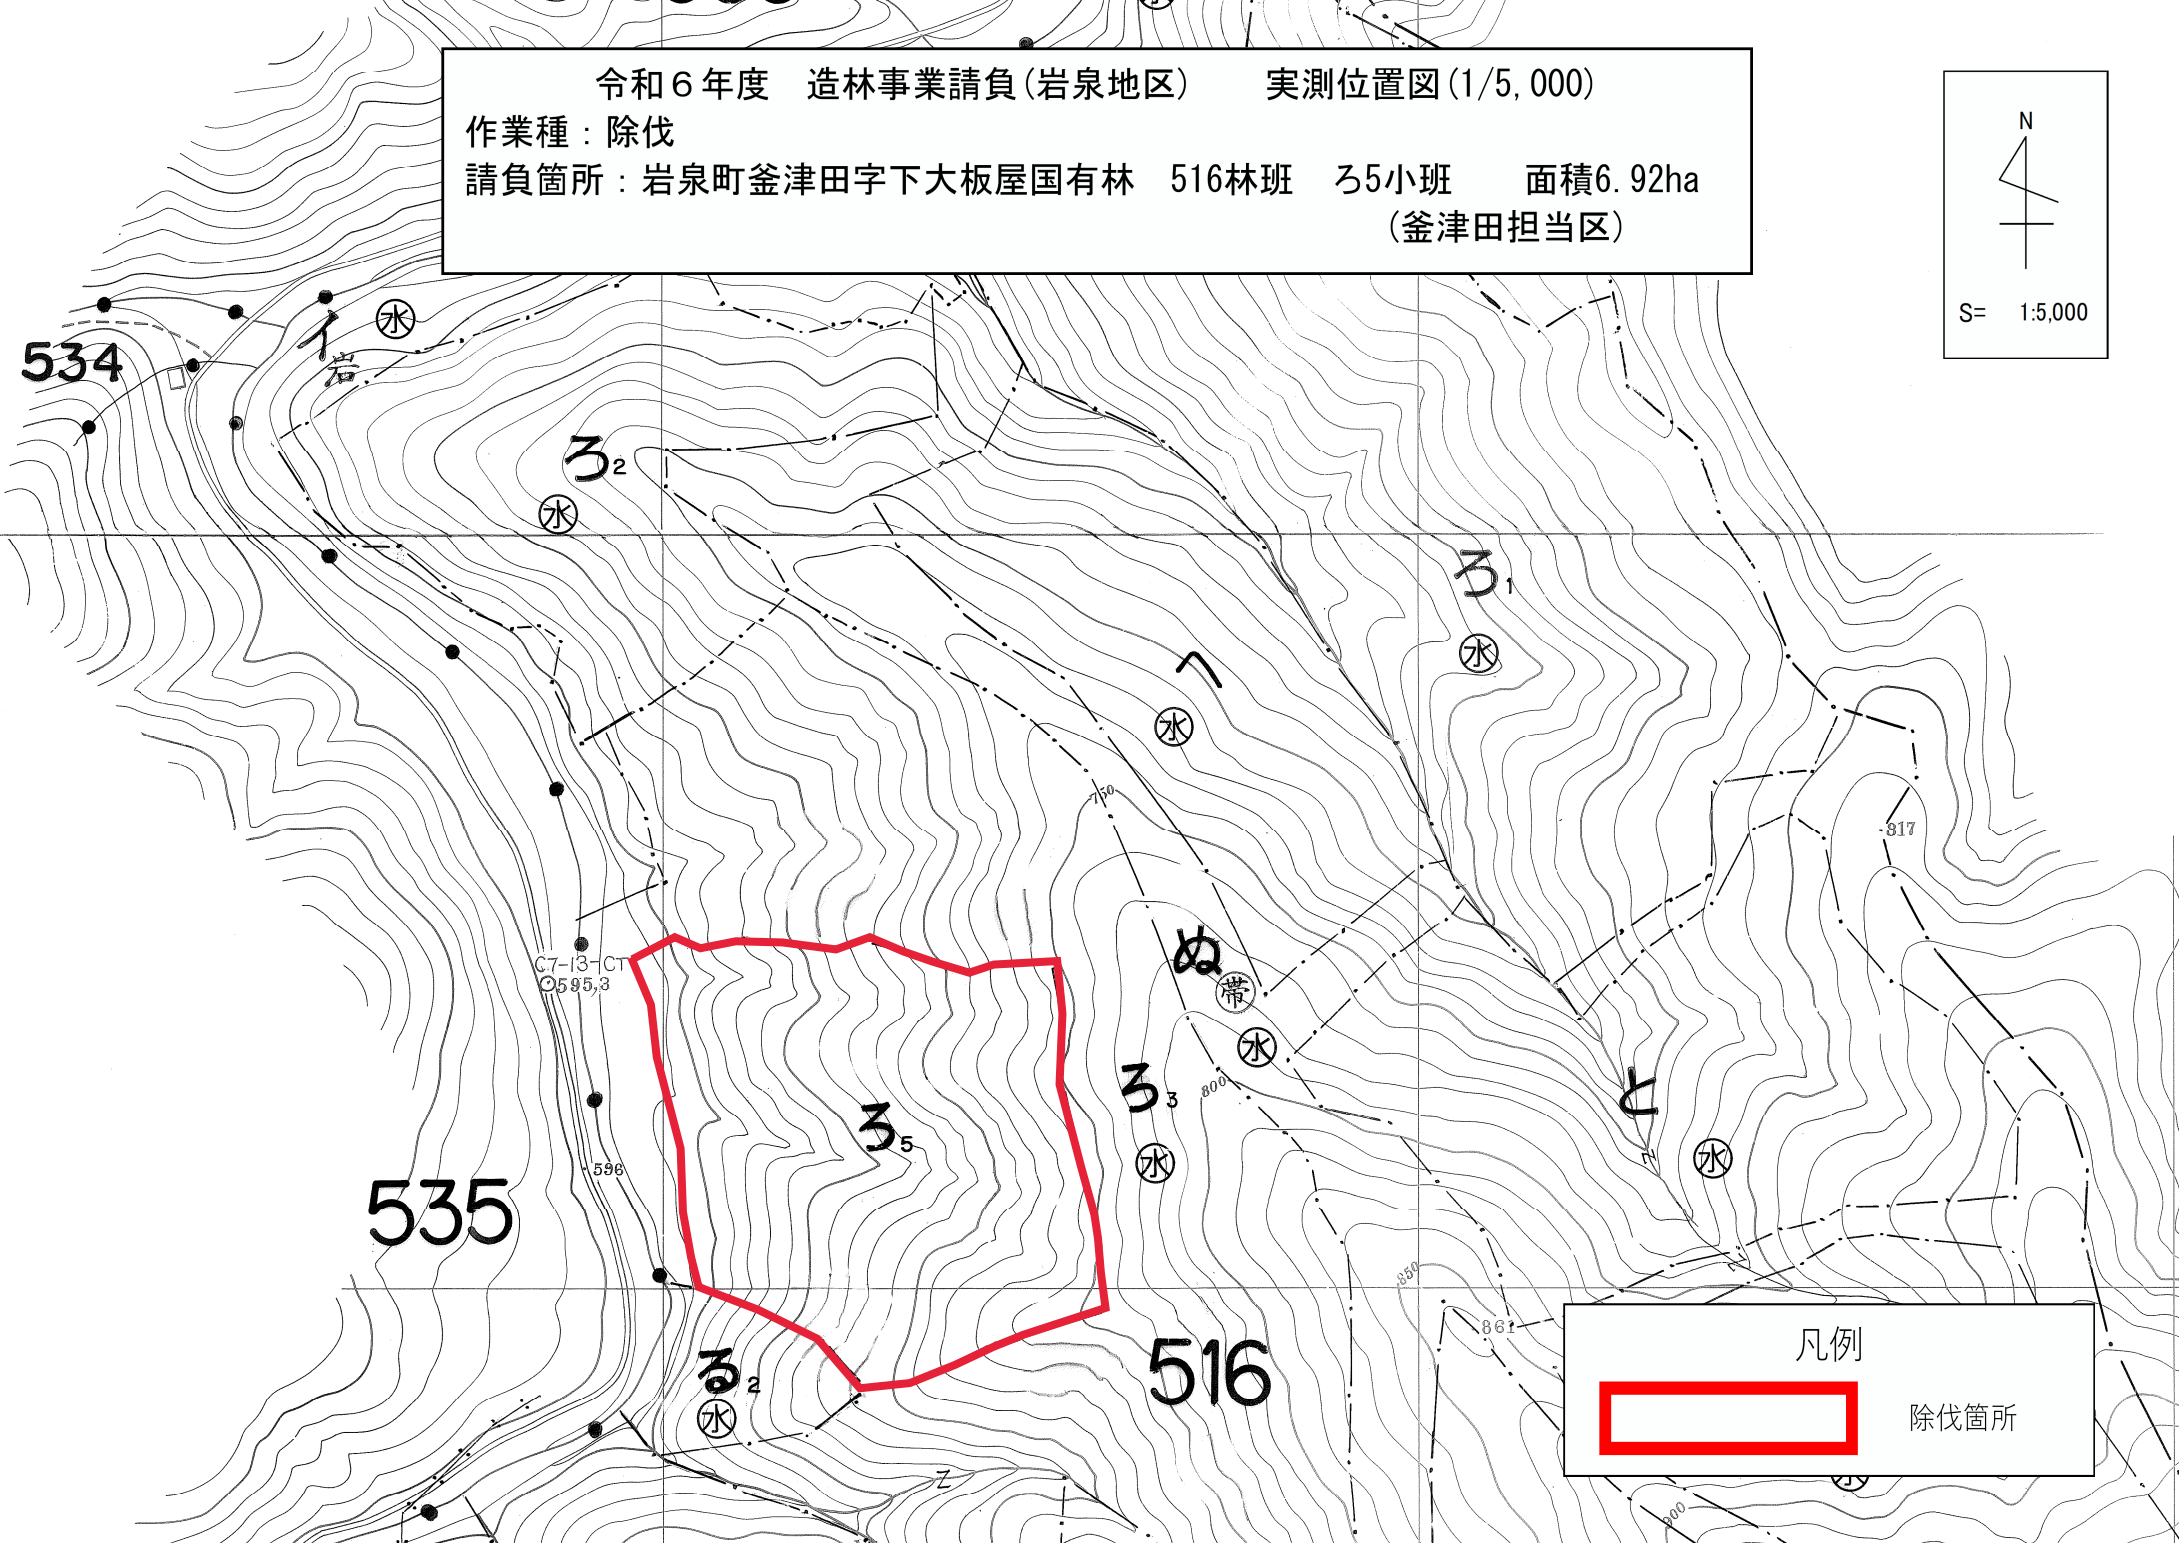 令和６年度　造林事業請負(岩泉地区)　　実測位置図(1/5,000)
作業種：除伐
請負箇所：岩泉町釜津田字下大板屋国有林　516林班　ろ5小班　　面積6.92ha
(釜津田担当区)
N
S=　1:5,000
534
イ
岩
水
ろ2
水
ろ1
水
へ
水
750
817
ぬ
帯
水
C7-13-CT
595.3
ろ3
水
800
ろ5
と
水
596
535
850
861
516
る2
水
凡例
除伐箇所
水
900